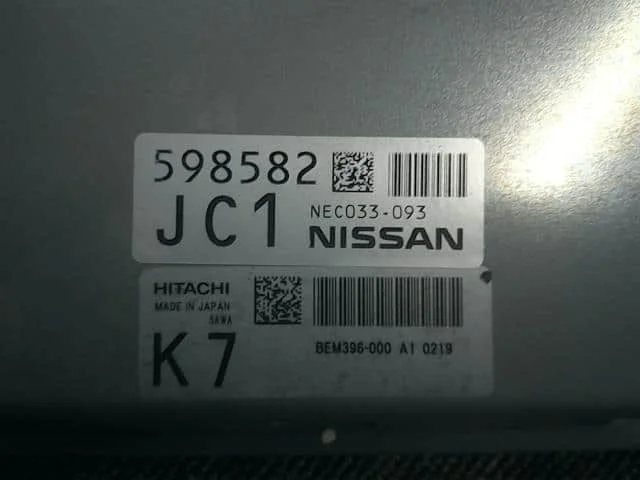 598582
JC1
NEC033-093
NISSAN
HITACHI
MADE IN JAPAN
SAWA
K7
BEM396-000 A1 0219